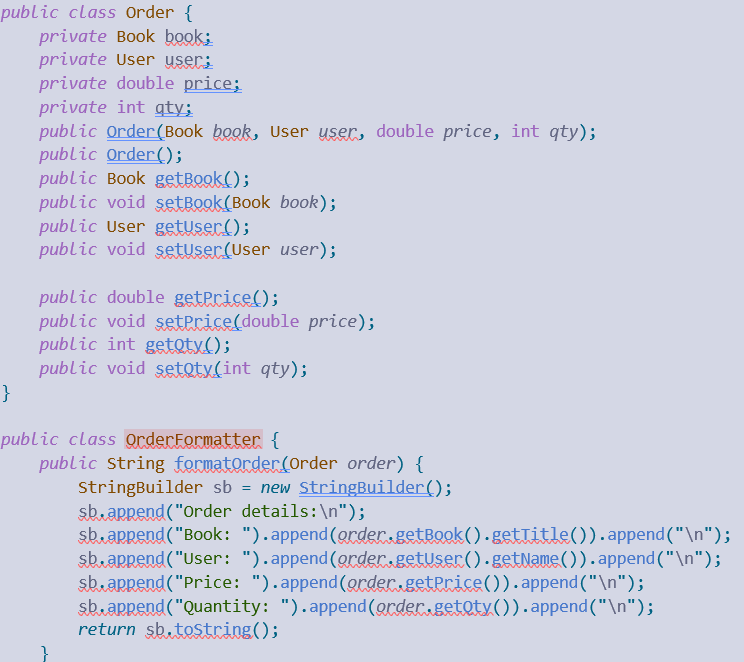 public class Order {
    private Book book;
    private User user;
    private double price;
    private int qty;
    public Order(Book book, User user, double price, int qty);
    public Order();
    public Book getBook();
    public void setBook(Book book);
    public User getUser();
    public void setUser(User user);

    public double getPrice();
    public void setPrice(double price);
    public int getQty();
    public void setQty(int qty);
}

public class OrderFormatter {
    public String formatOrder(Order order) {
        StringBuilder sb = new StringBuilder();
        sb.append("Order details:\n");
        sb.append("Book: ").append(order.getBook().getTitle()).append("\n");
        sb.append("User: ").append(order.getUser().getName()).append("\n");
        sb.append("Price: ").append(order.getPrice()).append("\n");
        sb.append("Quantity: ").append(order.getQty()).append("\n");
        return sb.toString();
    }